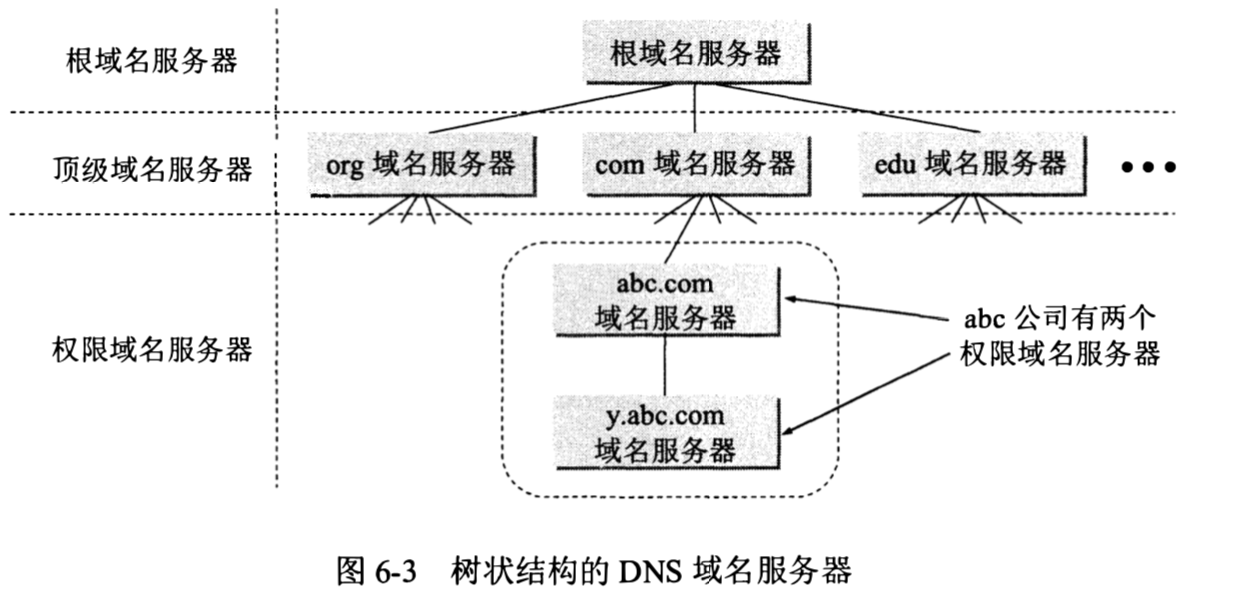 根域名服务器
根域名服务器
顶级域名服务器
org 域名服务器
com 域名服务器
edu 域名服务器
权限域名服务器
abc.com
域名服务器
y.abc.com
域名服务器
abc 公司有两个
权限域名服务器
图 6-3 树状结构的 DNS 域名服务器